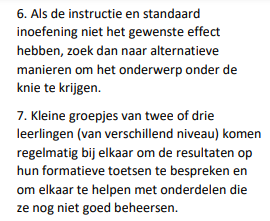 6. Als de instructie en standaard
inoefening niet het gewenste effect
hebben, zoek dan naar alternatieve
manieren om het onderwerp onder de
knie te krijgen.
7. Kleine groepjes van twee of drie
leerlingen (van verschillend niveau) komen
regelmatig bij elkaar om de resultaten op
hun formatieve toetsen te bespreken en
om elkaar te helpen met onderdelen die
ze nog niet goed beheersen.